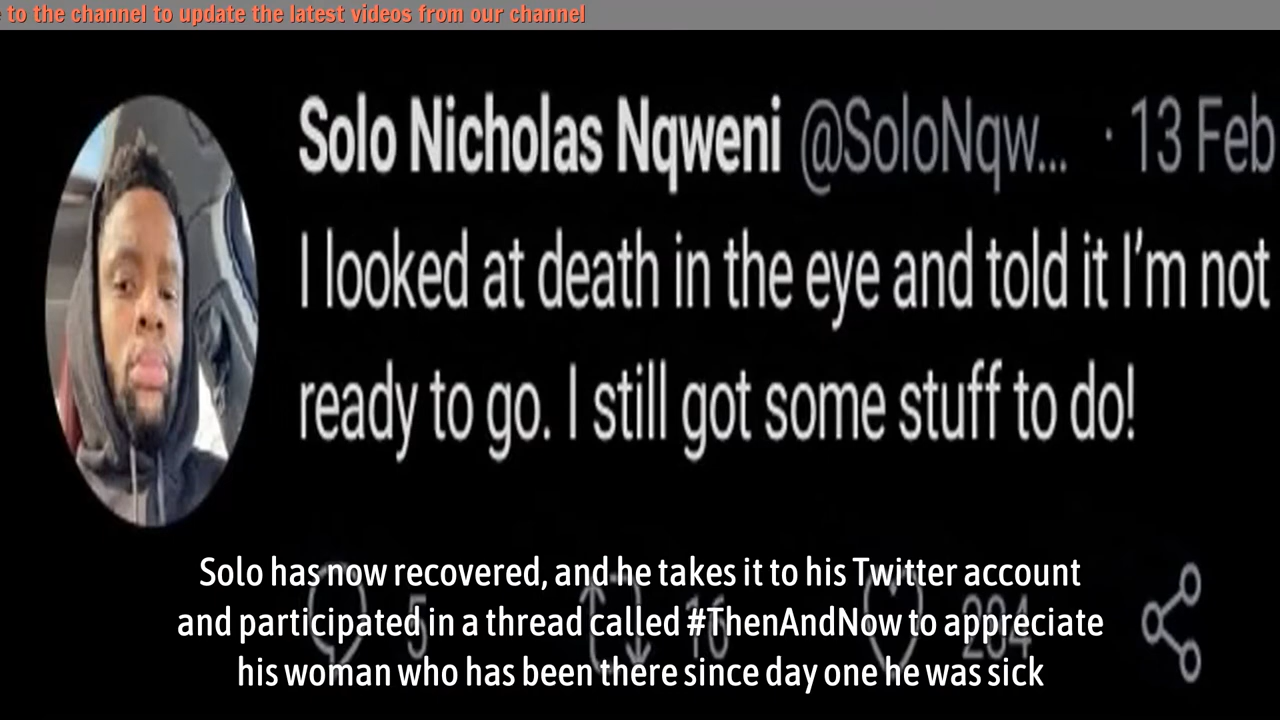 to the channel to update the latest videos from our channel
Solo Nicholas Nqweni @SoloNqw... · 13 Feb
I looked at death in the eye and told it I'm not
ready to go. I still got some stuff to do!
5 16 204
Solo has now recovered, and he takes it to his Twitter account
and participated in a thread called #ThenAndNow to appreciate
his woman who has been there since day one he was sick